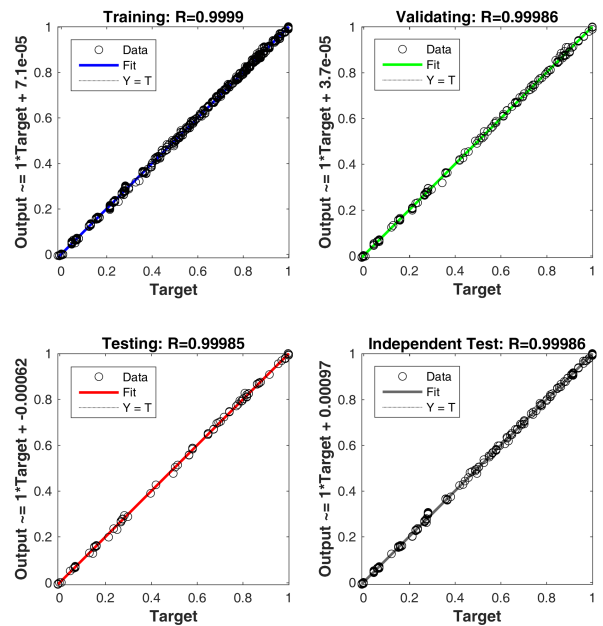 Training: R=0.9999
Output ~= 1*Target + 7.1e-05
1
0.8
0.6
0.4
0.2
0
Data
Fit
Y = T
0 0.2 0.4 0.6 0.8 1
Target
Validating: R=0.99986
Output ~= 1*Target + 3.7e-05
1
0.8
0.6
0.4
0.2
0
Data
Fit
Y = T
0 0.2 0.4 0.6 0.8 1
Target
Testing: R=0.99985
Output ~= 1*Target + -0.00062
1
0.8
0.6
0.4
0.2
0
Data
Fit
Y = T
0 0.2 0.4 0.6 0.8 1
Target
Independent Test: R=0.99986
Output ~= 1*Target + 0.00097
1
0.8
0.6
0.4
0.2
0
Data
Fit
Y = T
0 0.2 0.4 0.6 0.8 1
Target